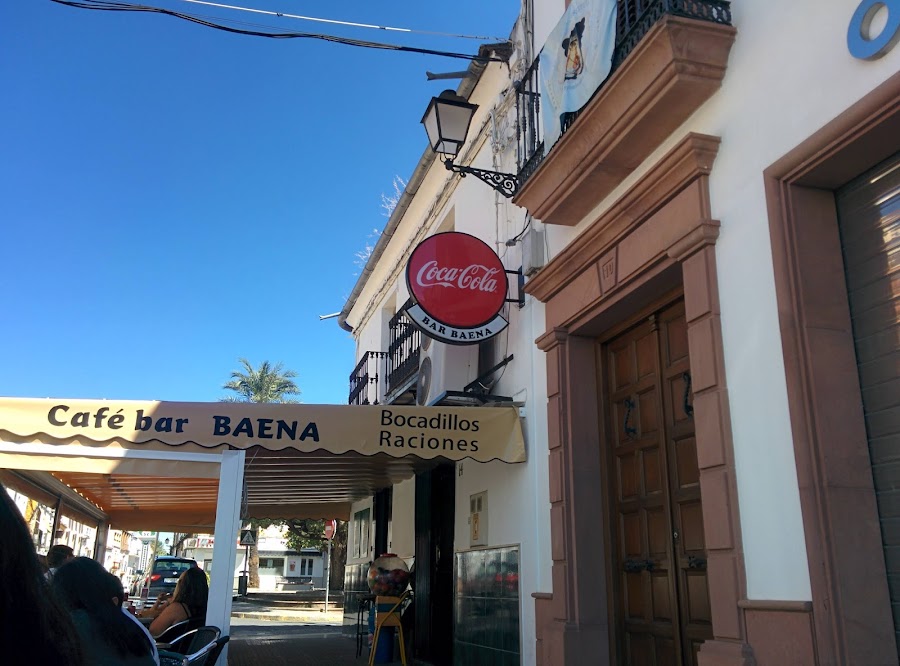 Coca-Cola
BAR BAENA
Café bar BAENA
Bocadillos
Raciones